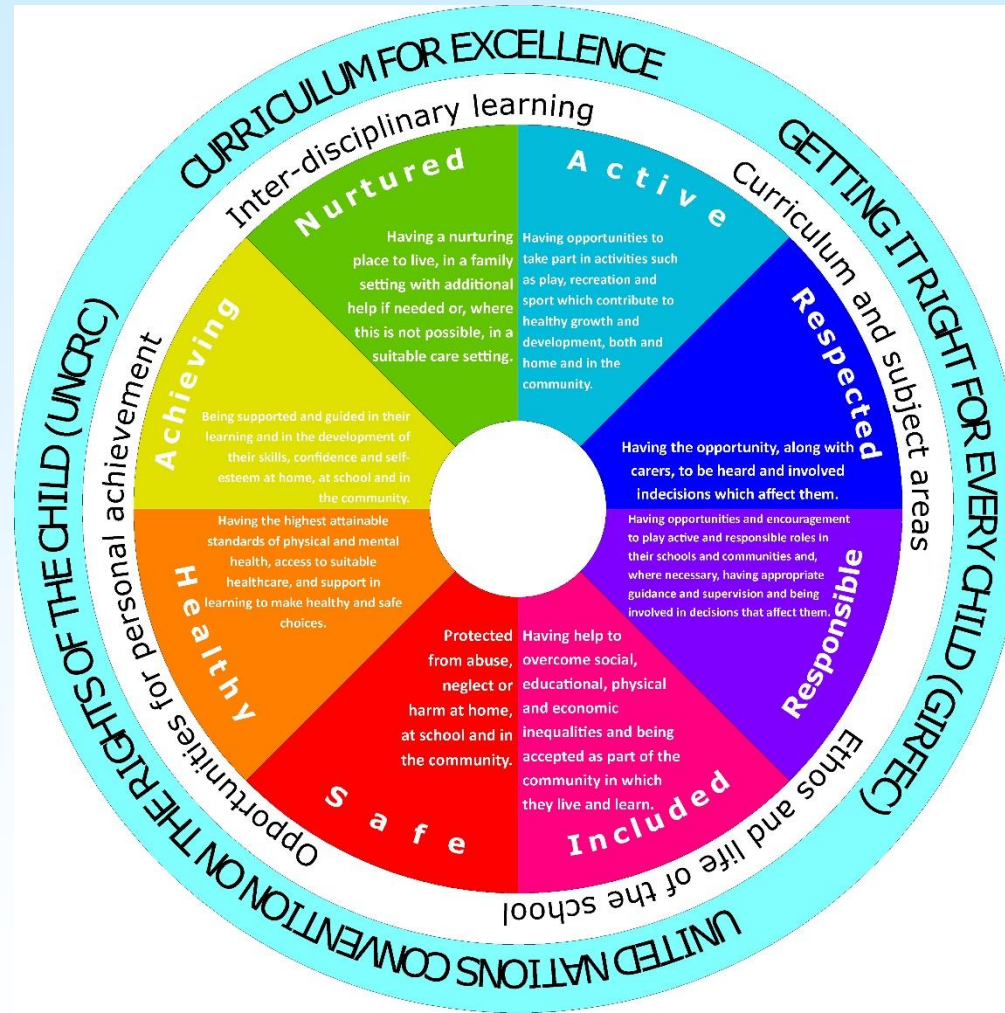 CURRICULUM FOR EXCELLENCE
GETTING IT RIGHT FOR EVERY CHILD (GIRFEC)
UNITED NATIONS CONVENTION ON THE RIGHTS OF THE CHILD (UNCRC)
Inter-disciplinary learning
Curriculum and subject areas
Ethos and life of the school
Opportunities for personal achievement
Nurtured
Having a nurturing
place to live, in a family
setting with additional
help if needed or, where
this is not possible, in a
suitable care setting.
Active
Having opportunities to
take part in activities such
as play, recreation and
sport which contribute to
healthy growth and
development, both and
home and in the
community.
Respected
Having the opportunity, along with
carers, to be heard and involved
indecisions which affect them.
Responsible
Having opportunities and encouragement
to play active and responsible roles in
their schools and communities and,
where necessary, having appropriate
guidance and supervision and being
involved in decisions that affect them.
Included
Having help to
overcome social,
educational, physical
and economic
inequalities and being
accepted as part of the
community in which
they live and learn.
Safe
Protected
from abuse,
neglect or
harm at home,
at school and in
the community.
Healthy
Having the highest attainable
standards of physical and mental
health, access to suitable
healthcare, and support in
learning to make healthy and safe
choices.
Achieving
Being supported and guided in their
learning and in the development of
their skills, confidence and self-
esteem at home, at school and in
the community.